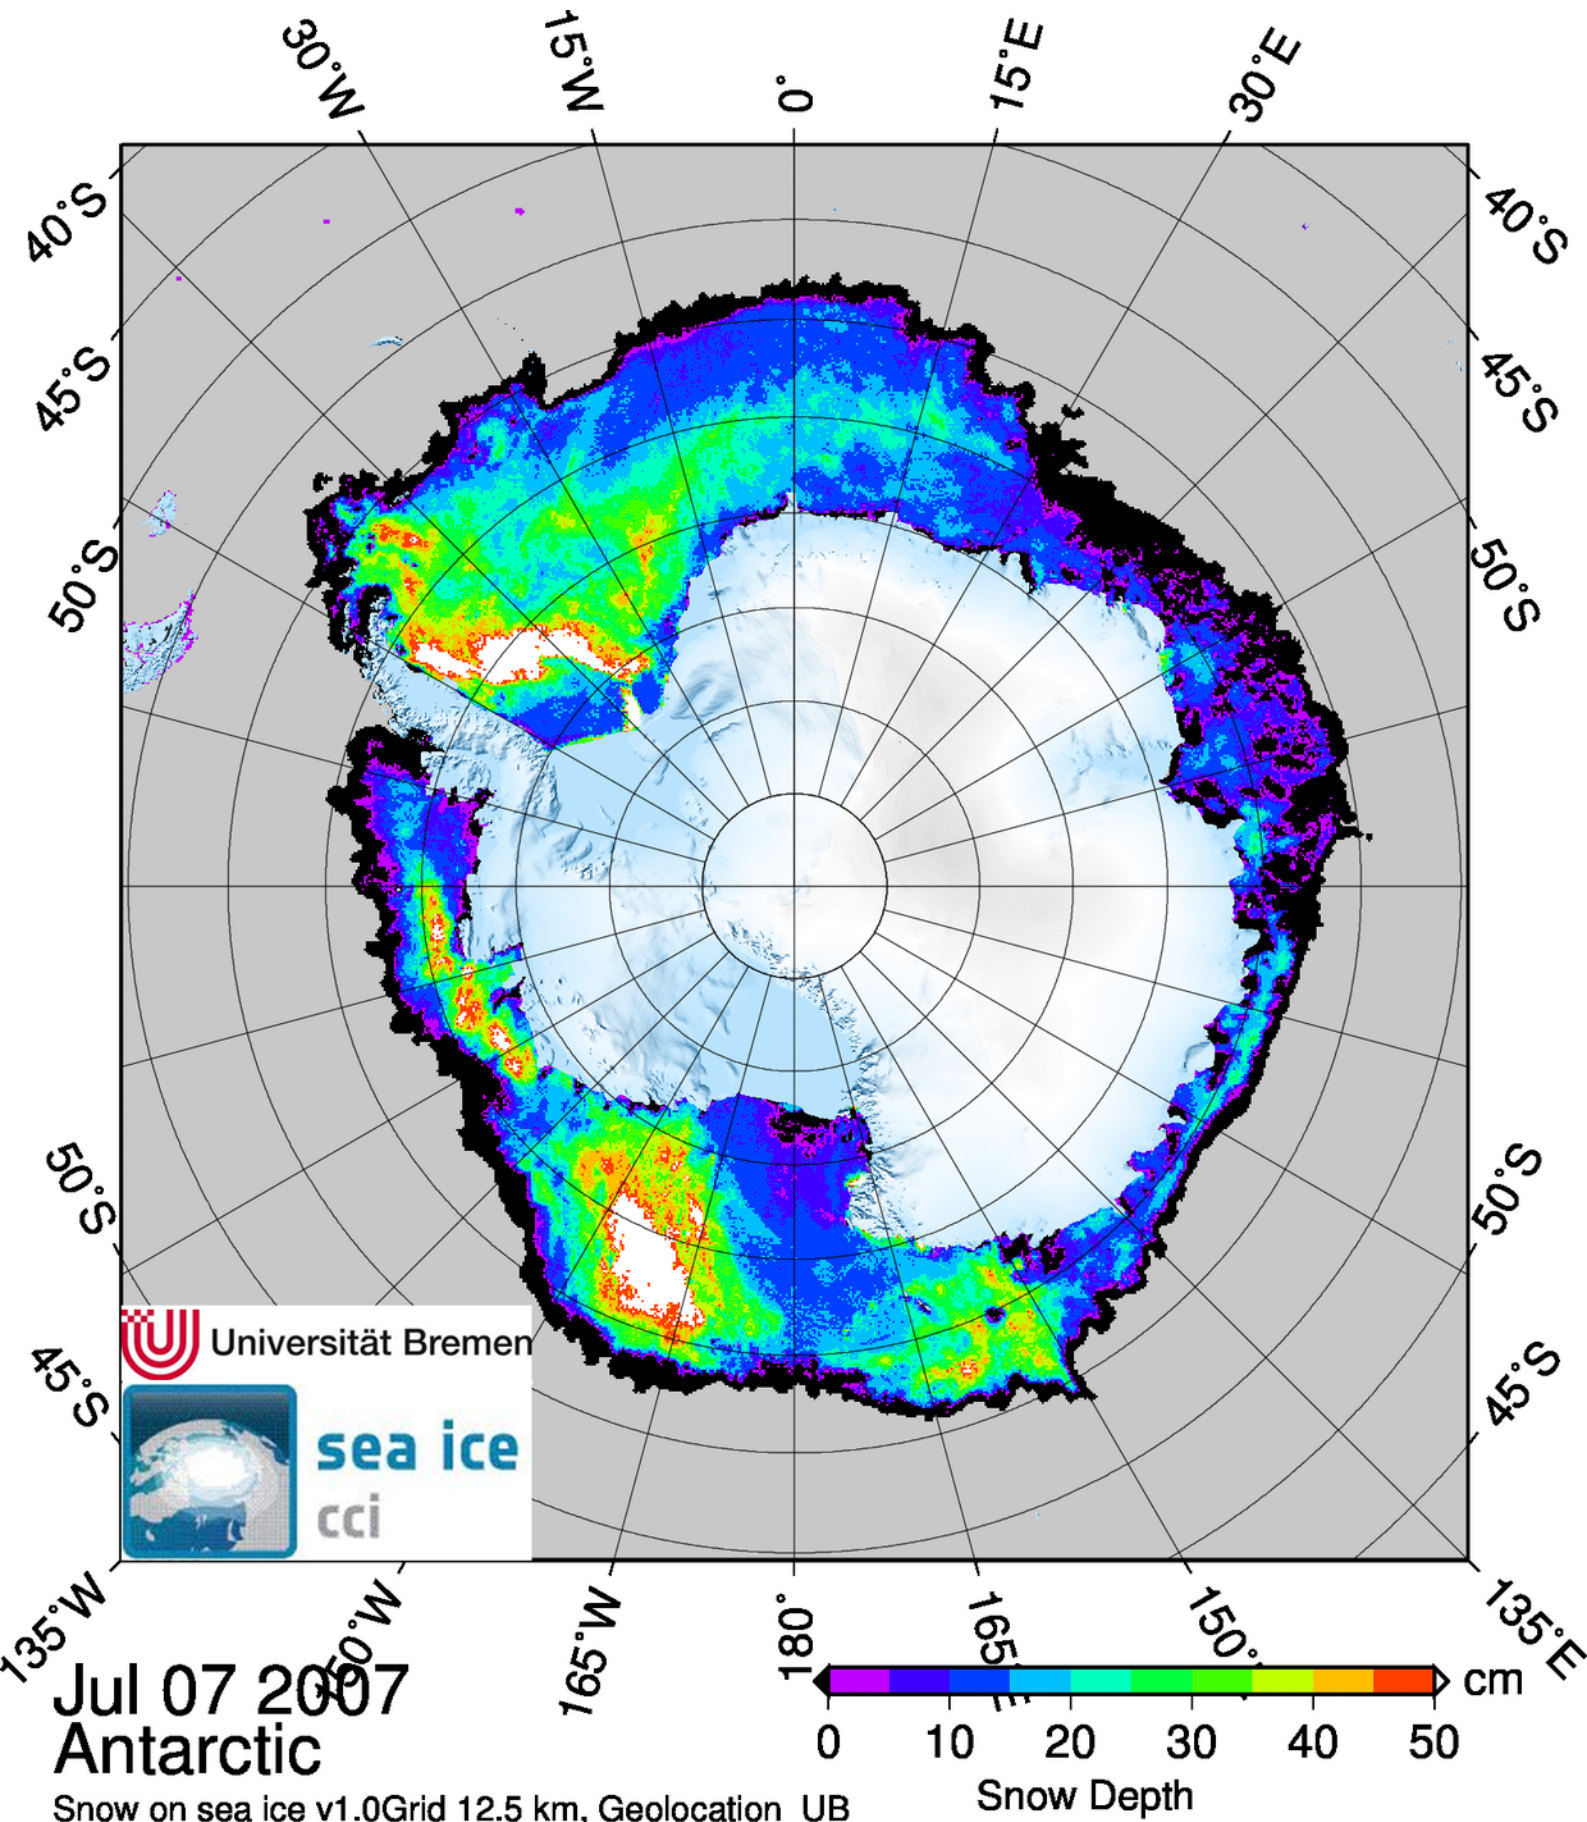 30°W 15°W 0° 15°E 30°E
40°S 40°S
45°S 45°S
50°S 50°S
50°S 50°S
45°S 45°S
Universität Bremen
sea ice
cci
135°W 150°W 165°W 180° 165°E 150° 135°E
Jul 07 2007
Antarctic
Snow on sea ice v1.0Grid 12.5 km, Geolocation UB
cm
0 10 20 30 40 50
Snow Depth